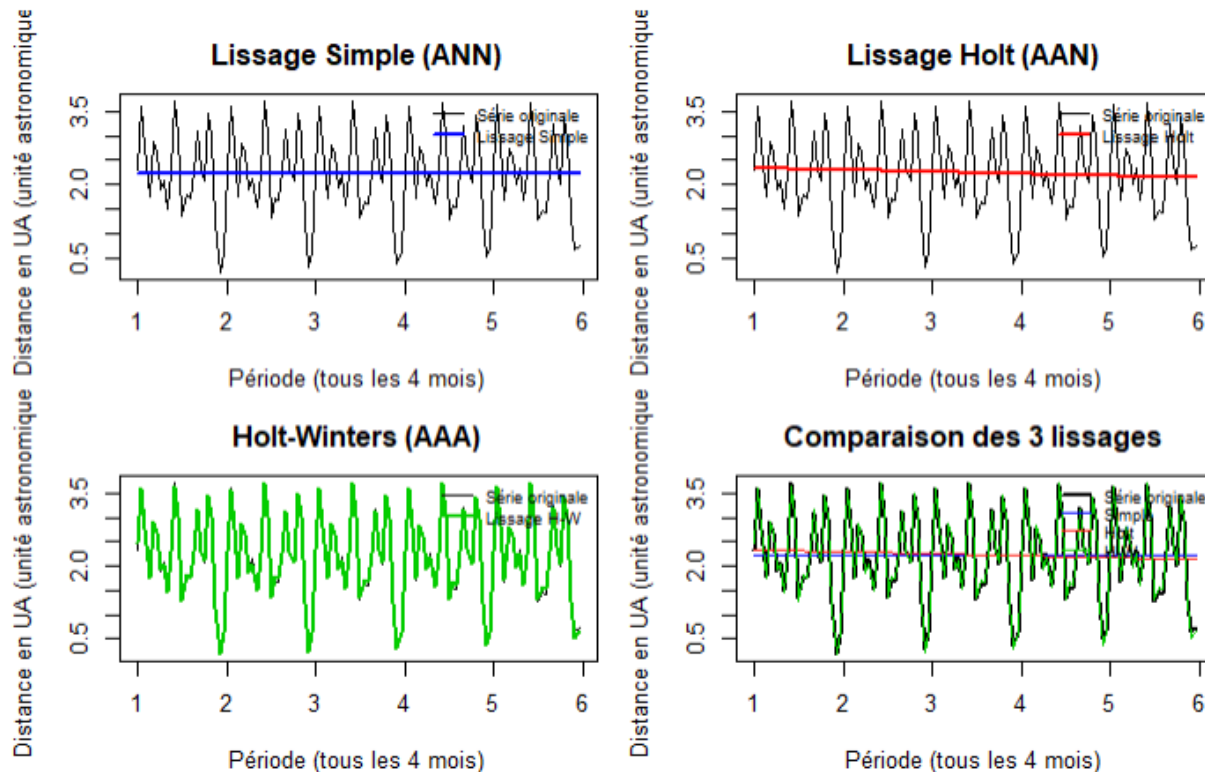 Lissage Simple (ANN)
Distance en UA (unité astronomique
3.5
2.0
0.5
Série originale
Lissage Simple
1 2 3 4 5 6
Période (tous les 4 mois)
Lissage Holt (AAN)
Distance en UA (unité astronomique
3.5
2.0
0.5
Série originale
Lissage Holt
1 2 3 4 5 6
Période (tous les 4 mois)
Holt-Winters (AAA)
Distance en UA (unité astronomique
3.5
2.0
0.5
Série originale
Lissage H-W
1 2 3 4 5 6
Période (tous les 4 mois)
Comparaison des 3 lissages
Distance en UA (unité astronomique
3.5
2.0
0.5
Série originale
Simple
Holt
1 2 3 4 5 6
Période (tous les 4 mois)